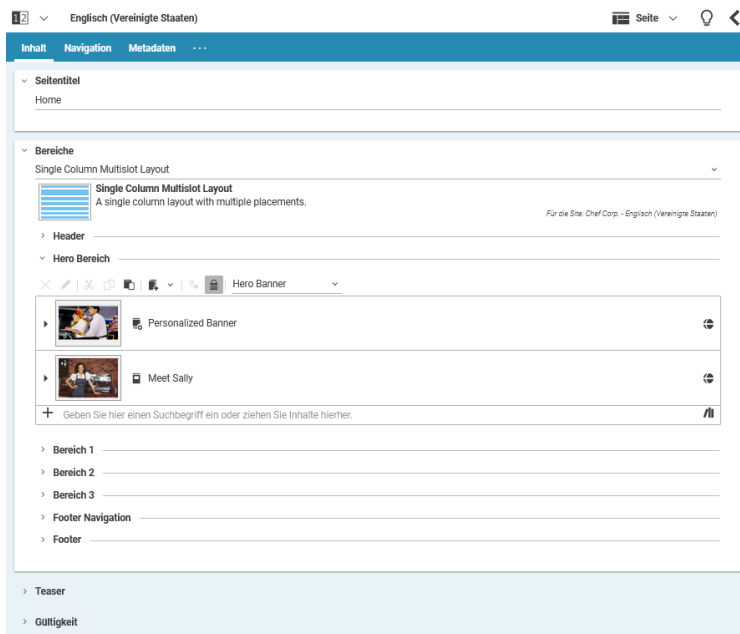 12 Englisch (Vereinigte Staaten) Seite
Inhalt Navigation Metadaten ...
Seitentitel
Home
Bereiche
Single Column Multislot Layout
Single Column Multislot Layout
A single column layout with multiple placements.
Für die Site: Chef Corp. - Englisch (Vereinigte Staaten)
Header
Hero Bereich
Hero Banner
Personalized Banner
Meet Sally
Geben Sie hier einen Suchbegriff ein oder ziehen Sie Inhalte hierher.
Bereich 1
Bereich 2
Bereich 3
Footer Navigation
Footer
Teaser
Gültigkeit